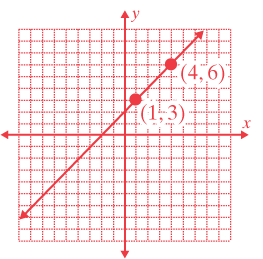 y
(4, 6)
(1, 3)
x